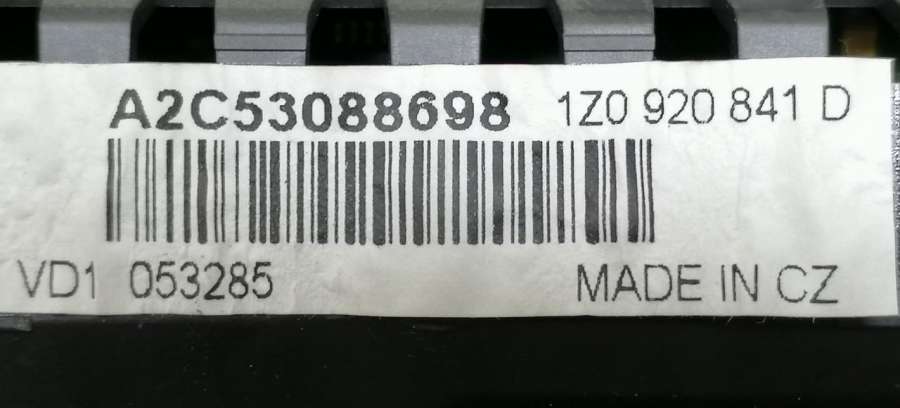 A2C53088698 1Z0 920 841 D
VD1 053285 MADE IN CZ